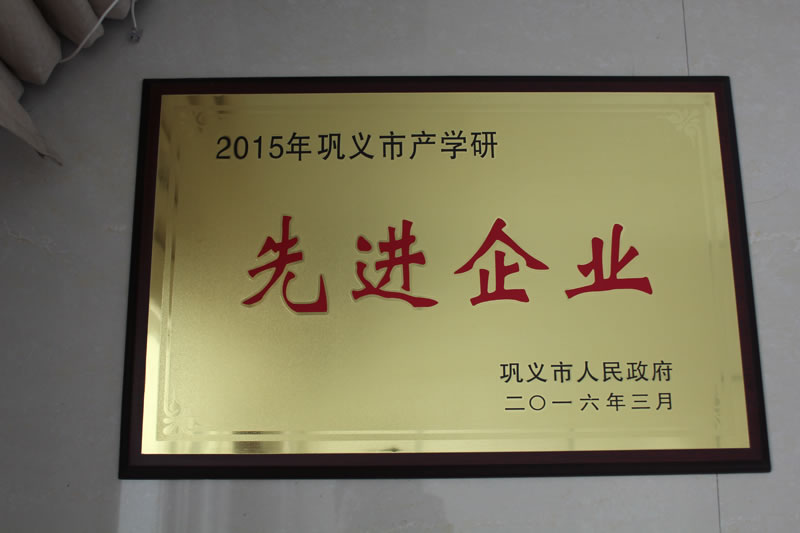 2015年巩义市产学研
先进企业
巩义市人民政府
二〇一六年三月